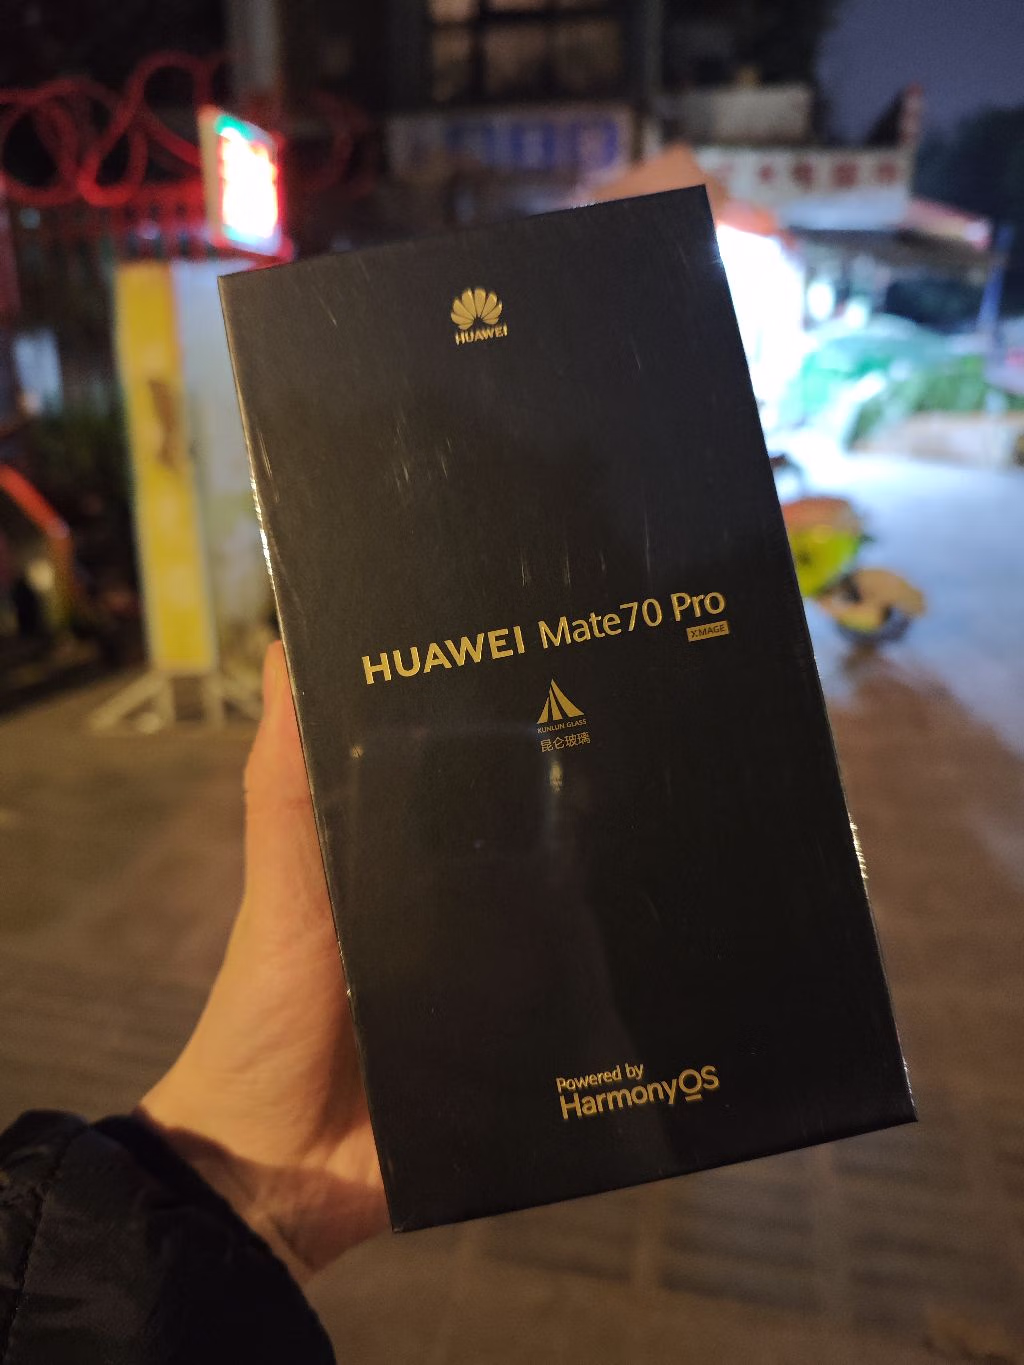 HUAWEI
HUAWEI Mate70 Pro
XMAGE
KUNLUN GLASS
昆仑玻璃
Powered by
HarmonyOS